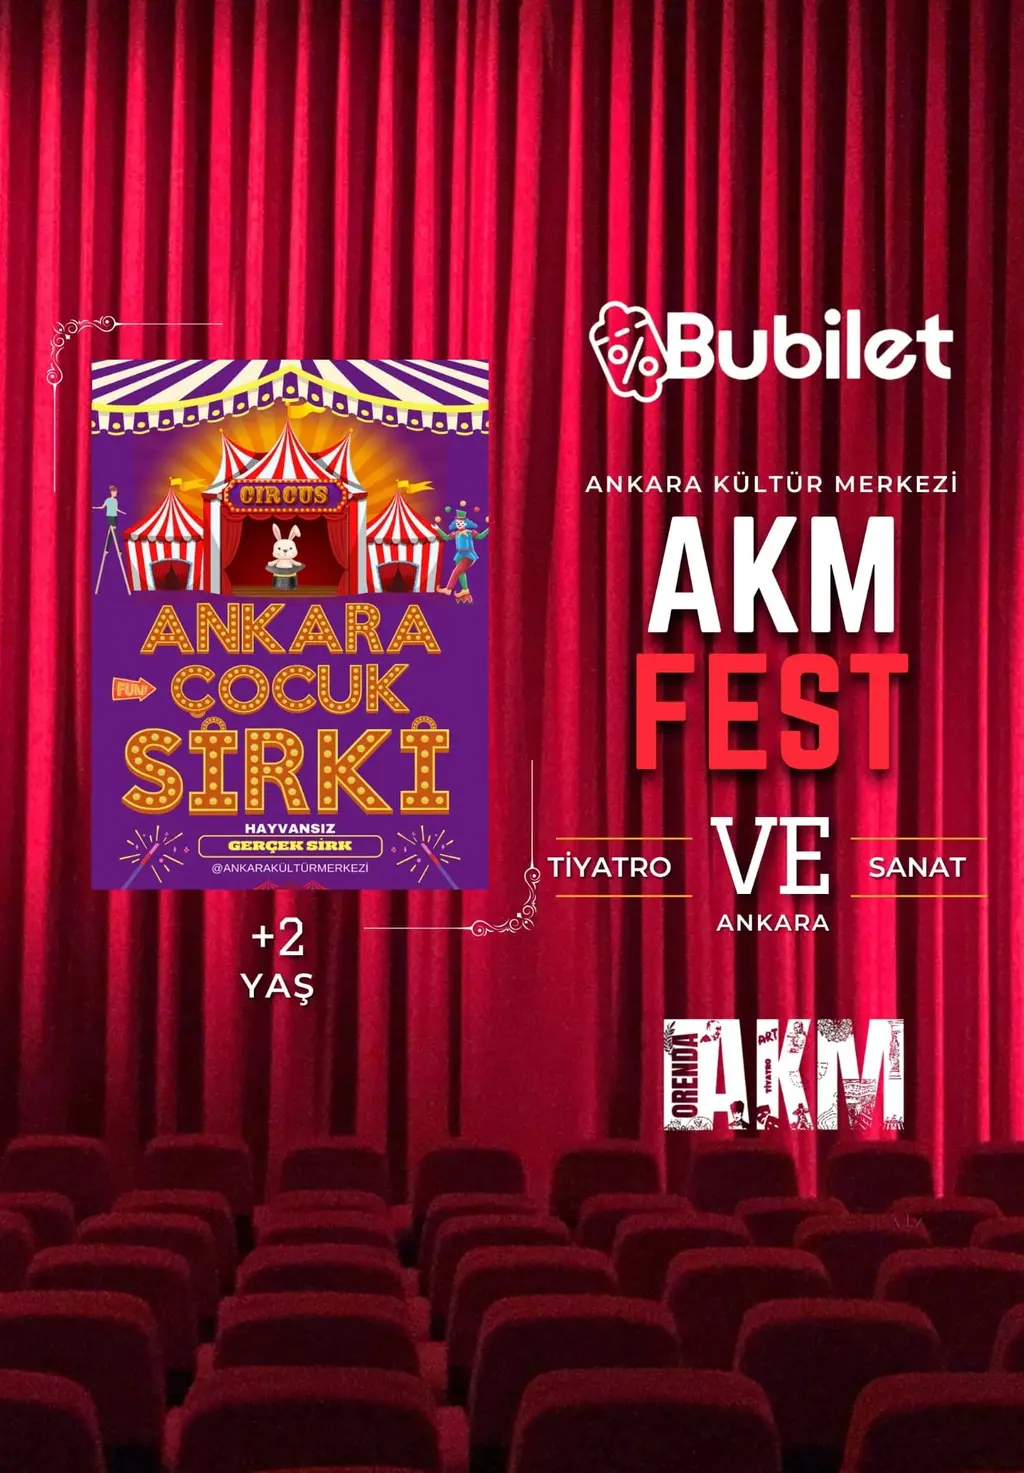 CIRCUS
ANKARA
FUN!
ÇOCUK
SİRKİ
HAYVANSIZ
GERÇEK SİRK
@ANKARAKÜLTÜRMERKEZİ
+2
YAŞ
%Bubilet
ANKARA KÜLTÜR MERKEZİ
AKM
FEST
TİYATRO
VE
SANAT
ANKARA
ORENDA
AKM
ART
TİYATRO